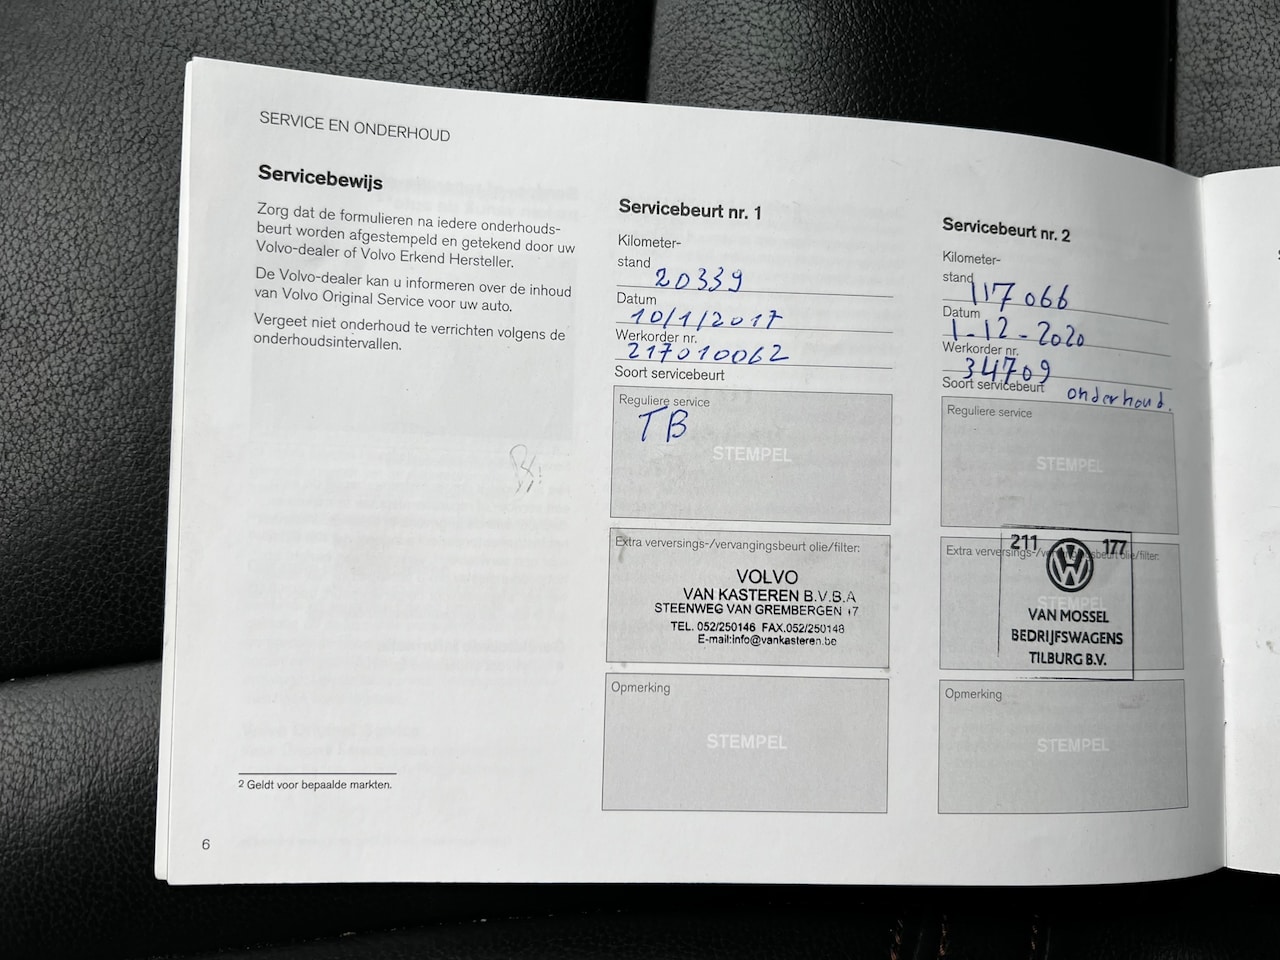 SERVICE EN ONDERHOUD
Servicebewijs
Zorg dat de formulieren na iedere onderhouds-
beurt worden afgestempeld en getekend door uw
Volvo-dealer of Volvo Erkend Hersteller.
De Volvo-dealer kan u informeren over de inhoud
van Volvo Original Service voor uw auto.
Vergeet niet onderhoud te verrichten volgens de
onderhoudsintervallen.
2 Geldt voor bepaalde markten.
6
Servicebeurt nr. 1
Kilometer-
stand 20339
Datum
10/1/2017
Werkorder nr.
217010062
Soort servicebeurt
Reguliere service
TB
STEMPEL
Extra verversings-/vervangingsbeurt olie/filter:
VOLVO
VAN KASTEREN B.V.B.A
STEENWEG VAN GREMBERGEN 17
TEL. 052/250146 FAX.052/250148
E-mail:info@vankasteren.be
Opmerking
STEMPEL
Servicebeurt nr. 2
Kilometer-
stand 117066
Datum
1-12-2020
Werkorder nr.
34709
Soort servicebeurt onderhoud.
Reguliere service
STEMPEL
Extra verversings-/vervangingsbeurt olie/filter:
211 177
STEMPEL
VAN MOSSEL
BEDRIJFSWAGENS
TILBURG B.V.
Opmerking
STEMPEL